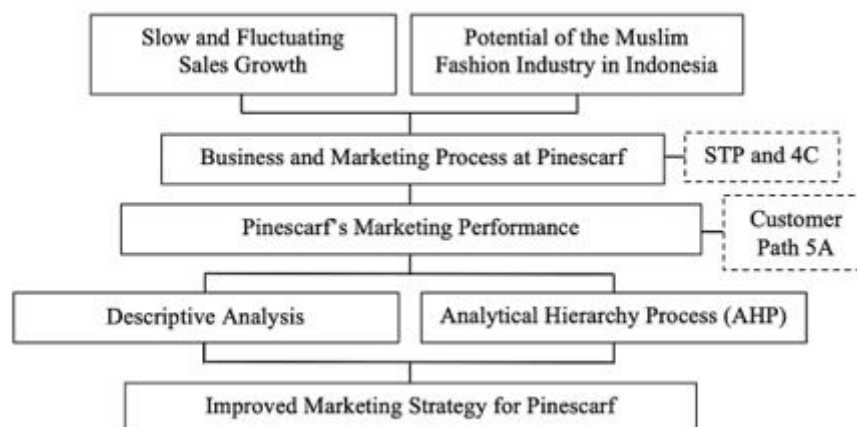 Slow and Fluctuating
Sales Growth
Potential of the Muslim
Fashion Industry in Indonesia
Business and Marketing Process at Pinescarf
STP and 4C
Pinescarf's Marketing Performance
Customer
Path 5A
Descriptive Analysis
Analytical Hierarchy Process (AHP)
Improved Marketing Strategy for Pinescarf